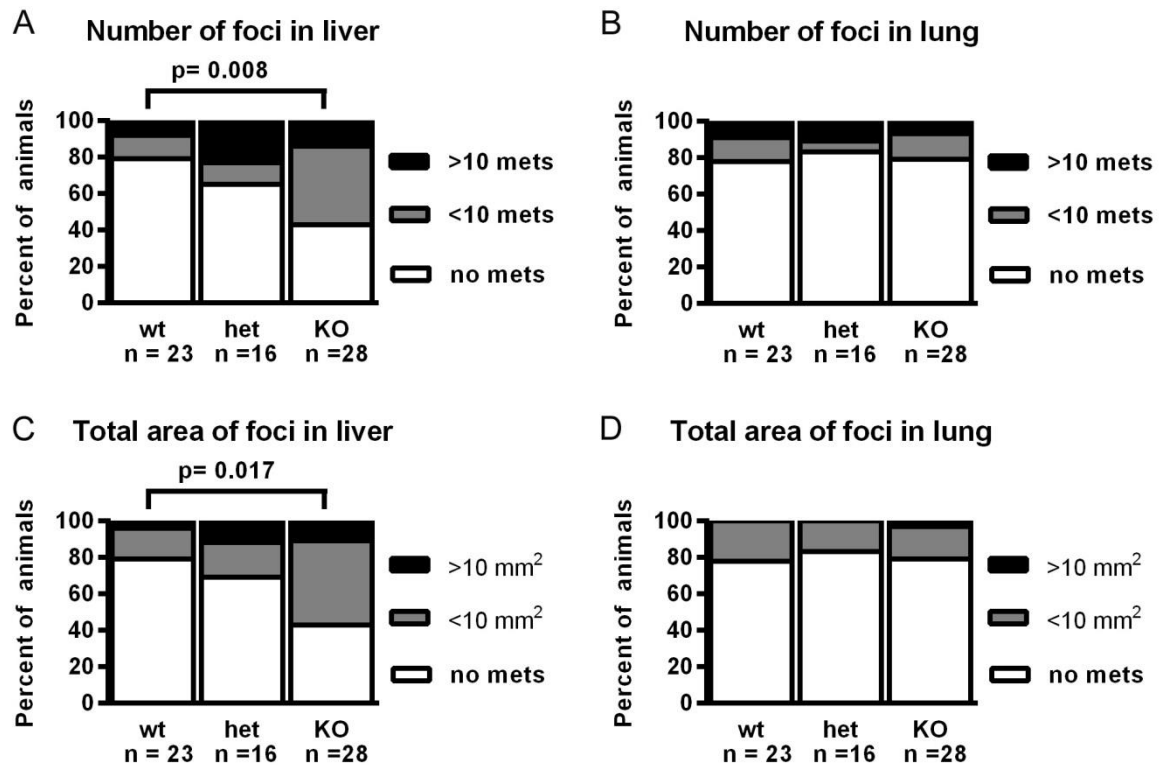 A Number of foci in liver
p= 0.008
Percent of animals
100
80
60
40
20
0
>10 mets
<10 mets
no mets
wt het KO
n = 23 n =16 n =28
B Number of foci in lung
Percent of animals
100
80
60
40
20
0
>10 mets
<10 mets
no mets
wt het KO
n = 23 n =16 n =28
C Total area of foci in liver
p= 0.017
Percent of animals
100
80
60
40
20
0
>10 mm²
<10 mm²
no mets
wt het KO
n = 23 n =16 n =28
D Total area of foci in lung
Percent of animals
100
80
60
40
20
0
>10 mm²
<10 mm²
no mets
wt het KO
n = 23 n =16 n =28